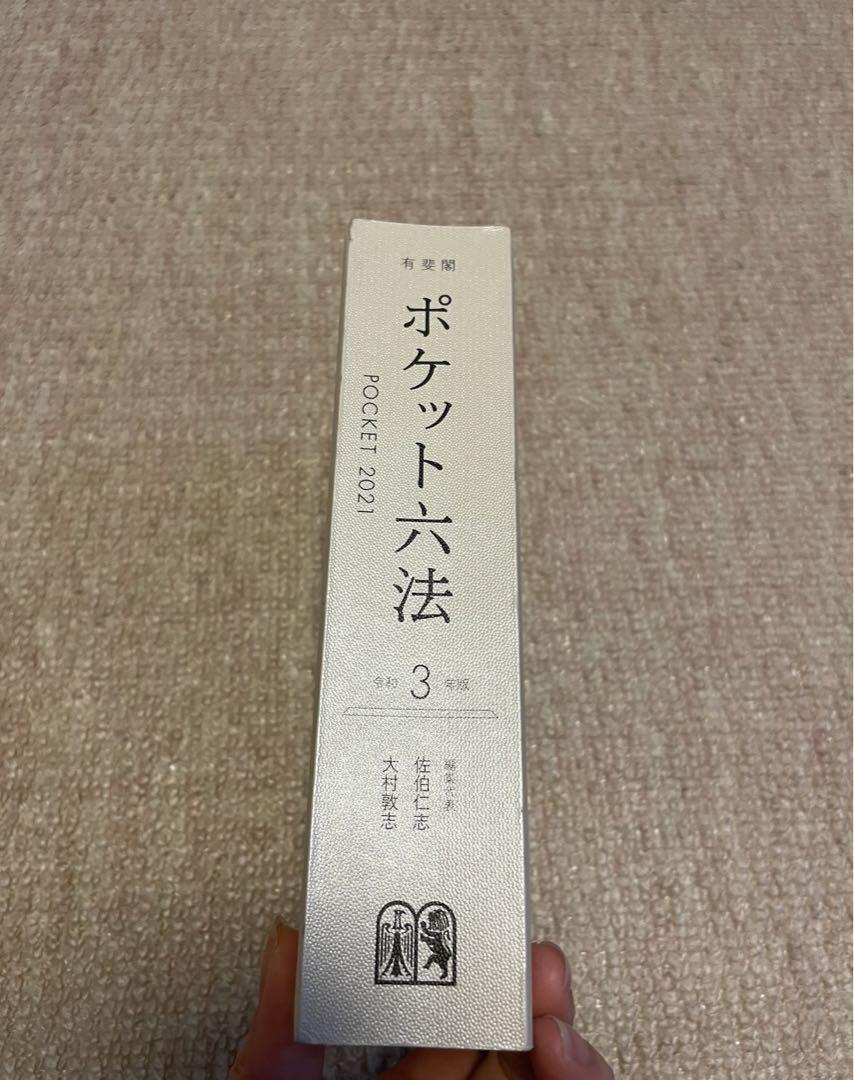 有斐閣
ポケット六法
POCKET 2021
令和3年版
編集代表
佐伯仁志
大村敦志